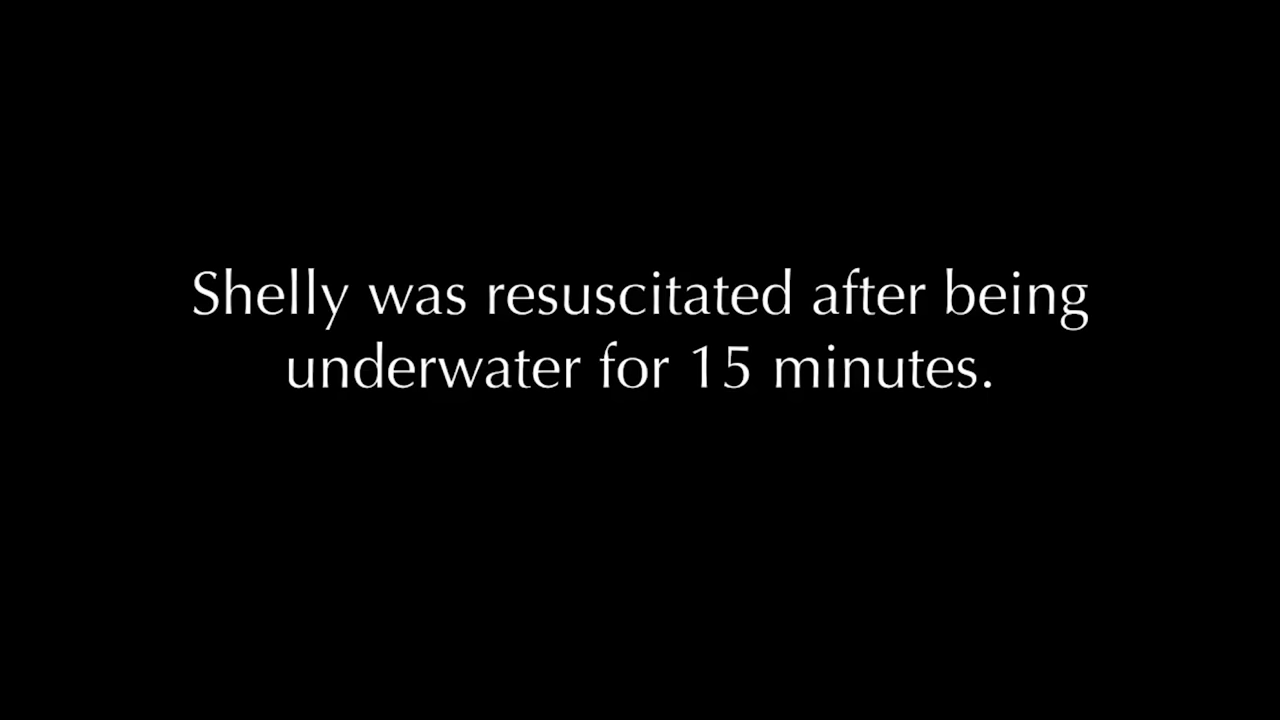 Shelly was resuscitated after being
underwater for 15 minutes.